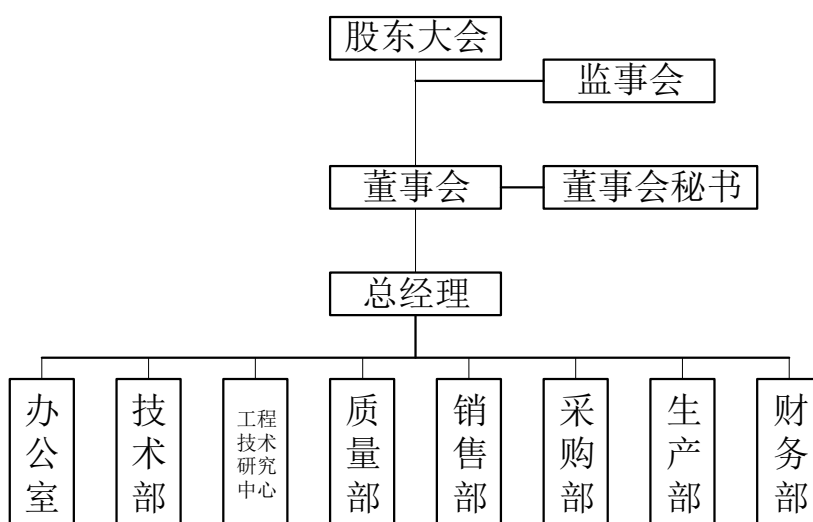 股东大会
监事会
董事会
董事会秘书
总经理
办公室
技术部
工程
技术
研究
中心
质量部
销售部
采购部
生产部
财务部